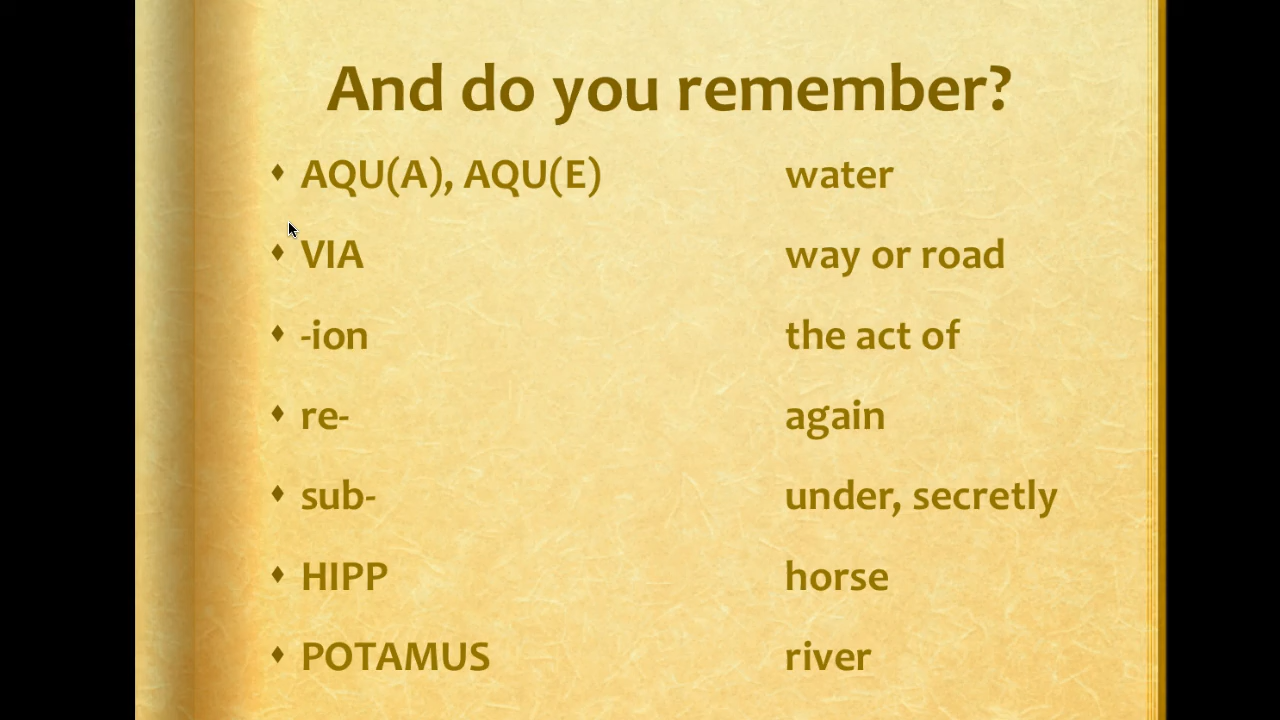 And do you remember?
♦ AQU(A), AQU(E) water
♦ VIA way or road
♦ -ion the act of
♦ re- again
♦ sub- under, secretly
♦ HIPP horse
♦ POTAMUS river